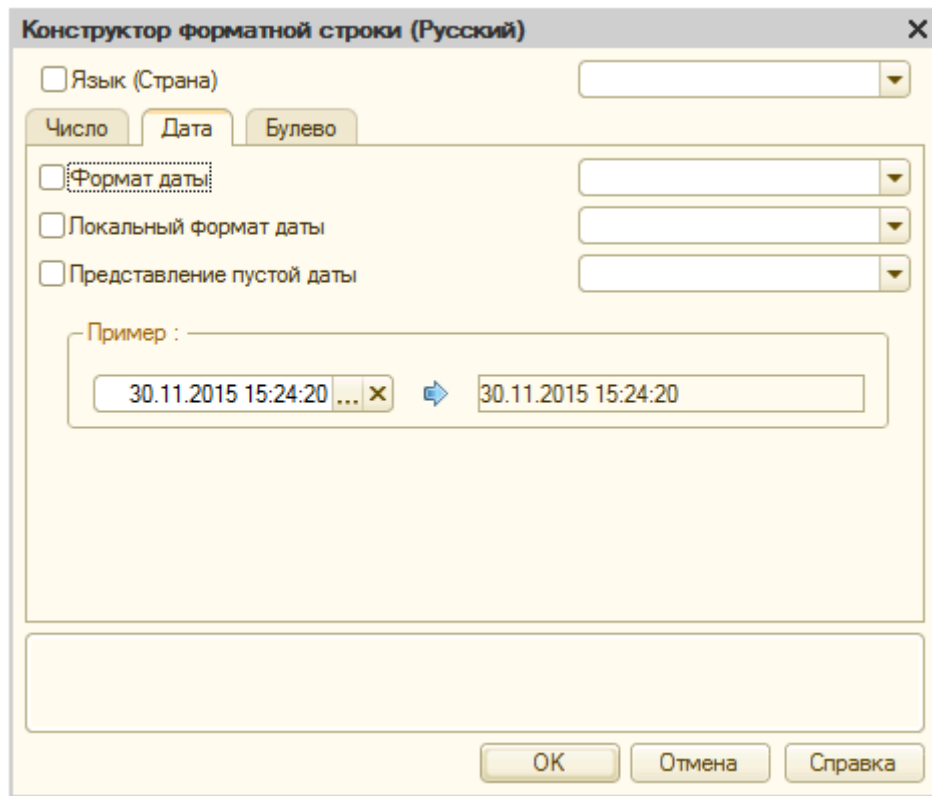 Конструктор форматной строки (Русский)
Язык (Страна)
Число Дата Булево
Формат даты
Локальный формат даты
Представление пустой даты
Пример :
30.11.2015 15:24:20 ... 30.11.2015 15:24:20
OK Отмена Справка